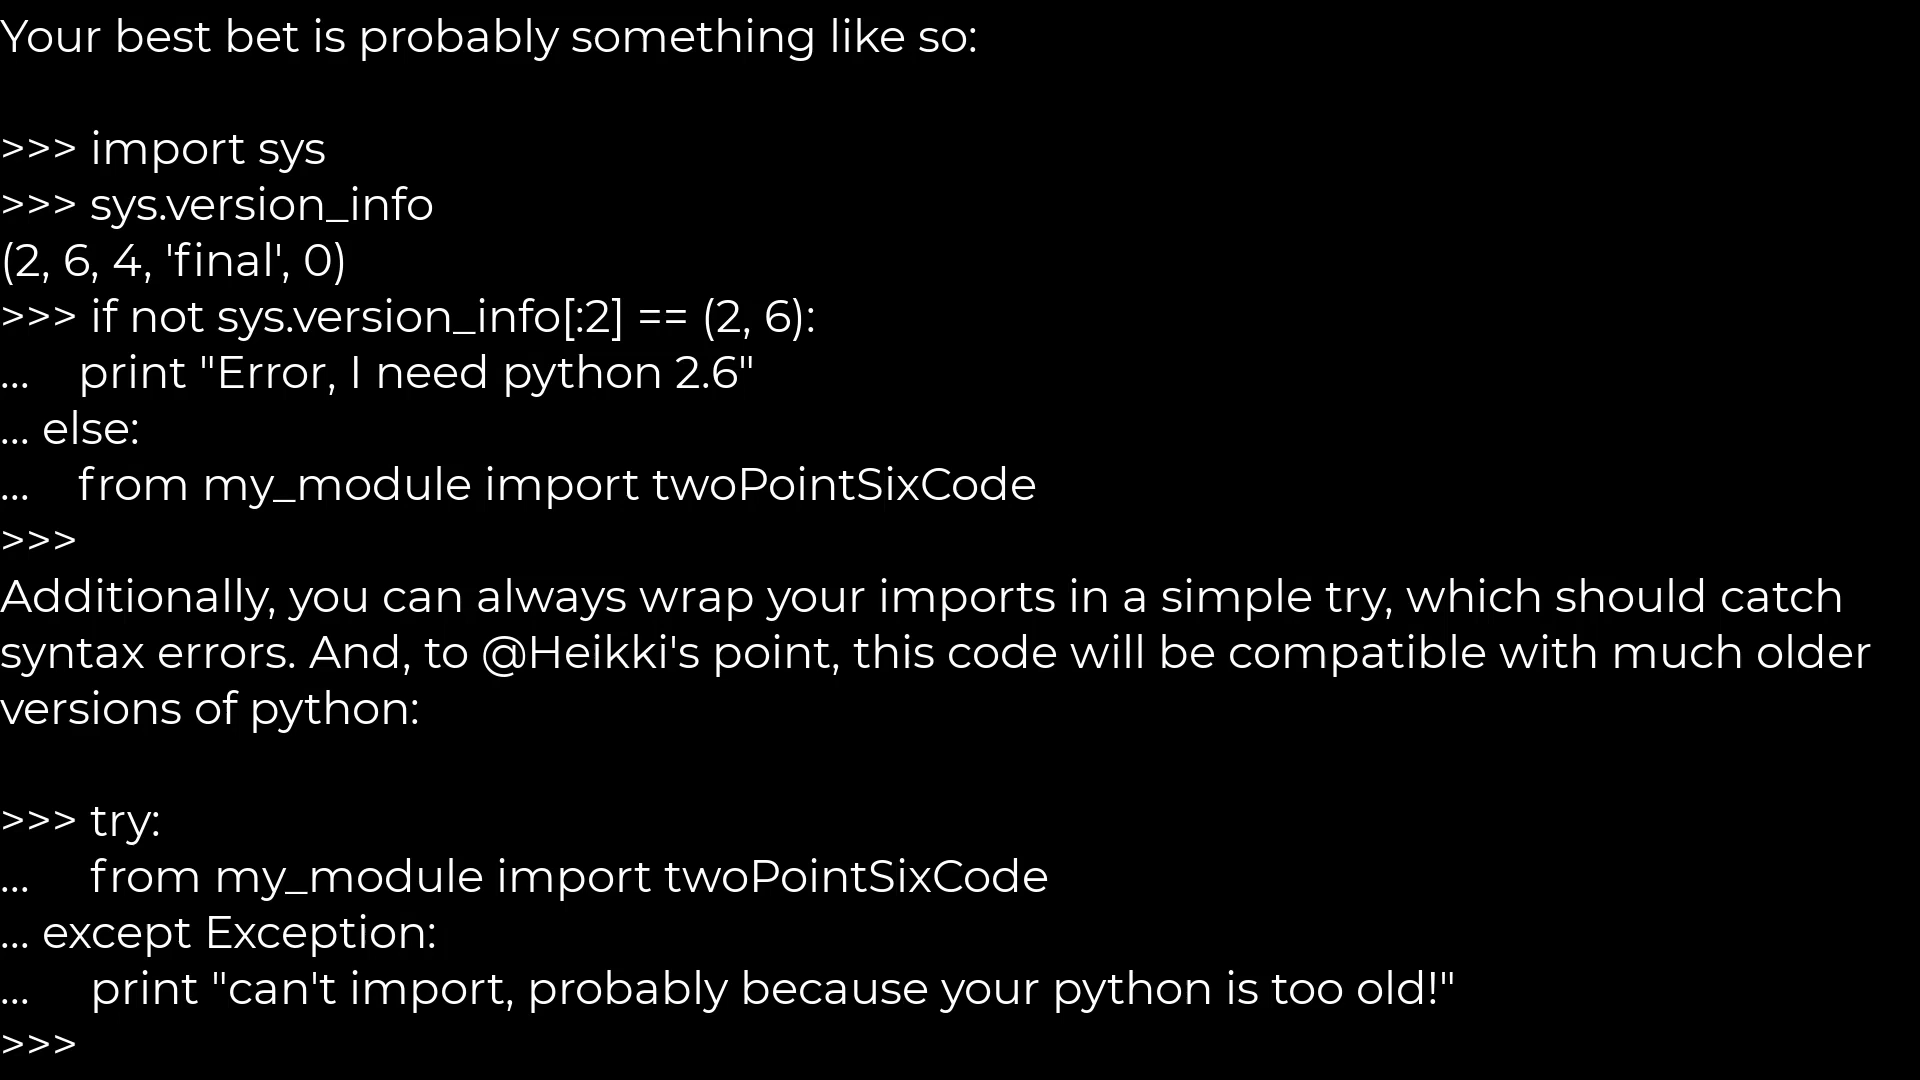 Your best bet is probably something like so:

>>> import sys
>>> sys.version_info
(2, 6, 4, 'final', 0)
>>> if not sys.version_info[:2] == (2, 6):
...    print "Error, I need python 2.6"
... else:
...    from my_module import twoPointSixCode
>>>
Additionally, you can always wrap your imports in a simple try, which should catch
syntax errors. And, to @Heikki's point, this code will be compatible with much older
versions of python:

>>> try:
...     from my_module import twoPointSixCode
... except Exception:
...     print "can't import, probably because your python is too old!"
>>>